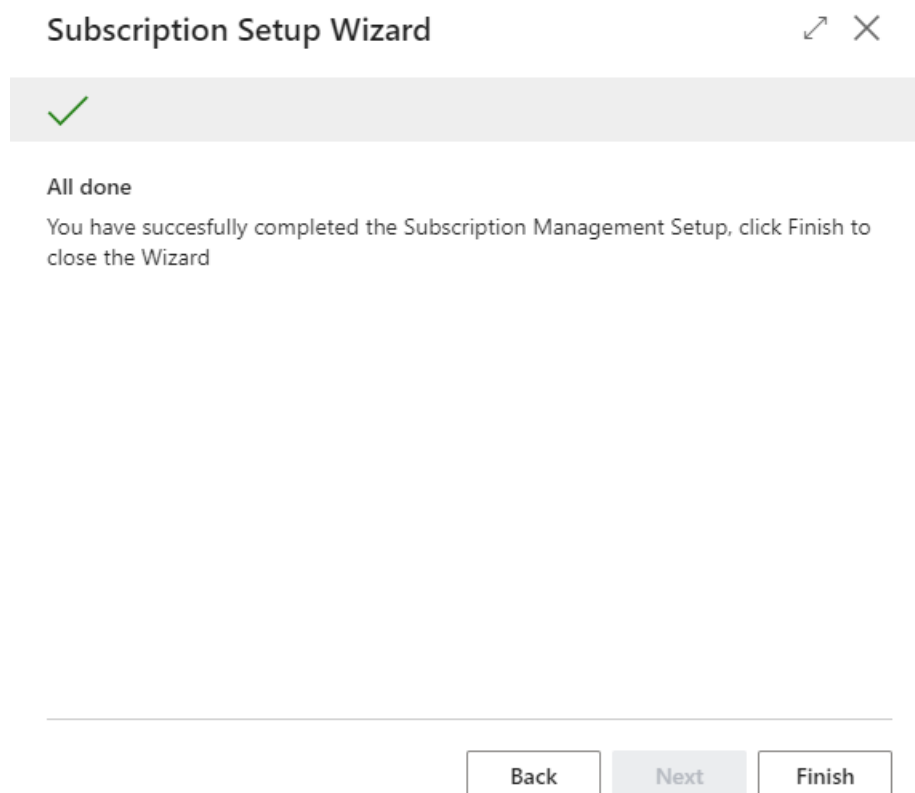 Subscription Setup Wizard
All done
You have succesfully completed the Subscription Management Setup, click Finish to
close the Wizard
Back Next Finish